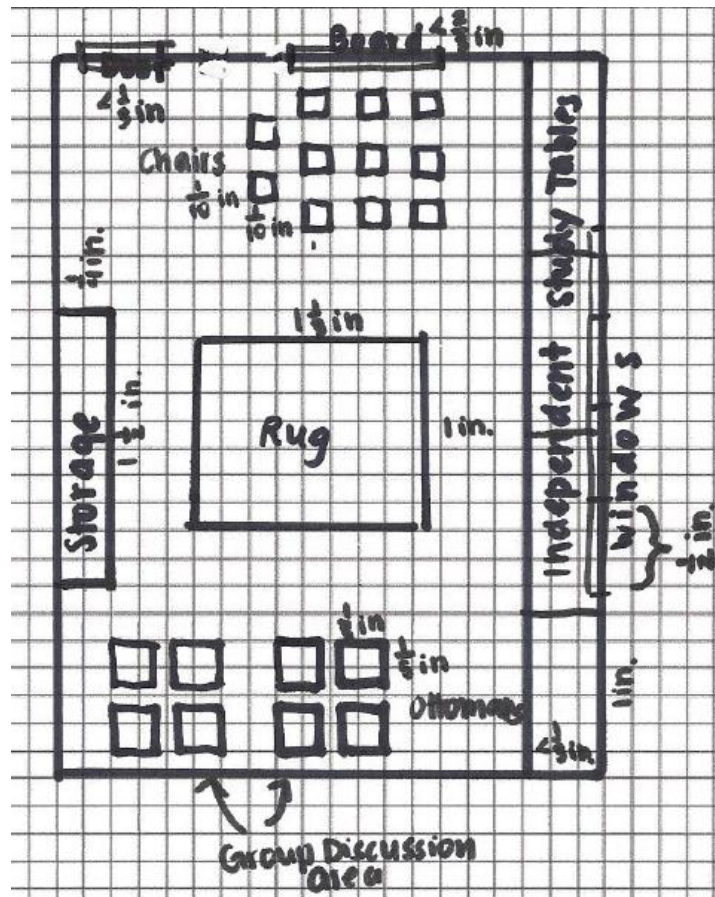 Board <2/3 in
<1/3 in
Chairs
1/10 in
1/10 in
1/4 in.
Independent Study Tables
1 1/3 in
Rug
1 in.
Storage
1 1/2 in.
Windows
1/2 in.
1/4 in
1/5 in
Ottomans
1 in.
<1/3 in
Group Discussion
area